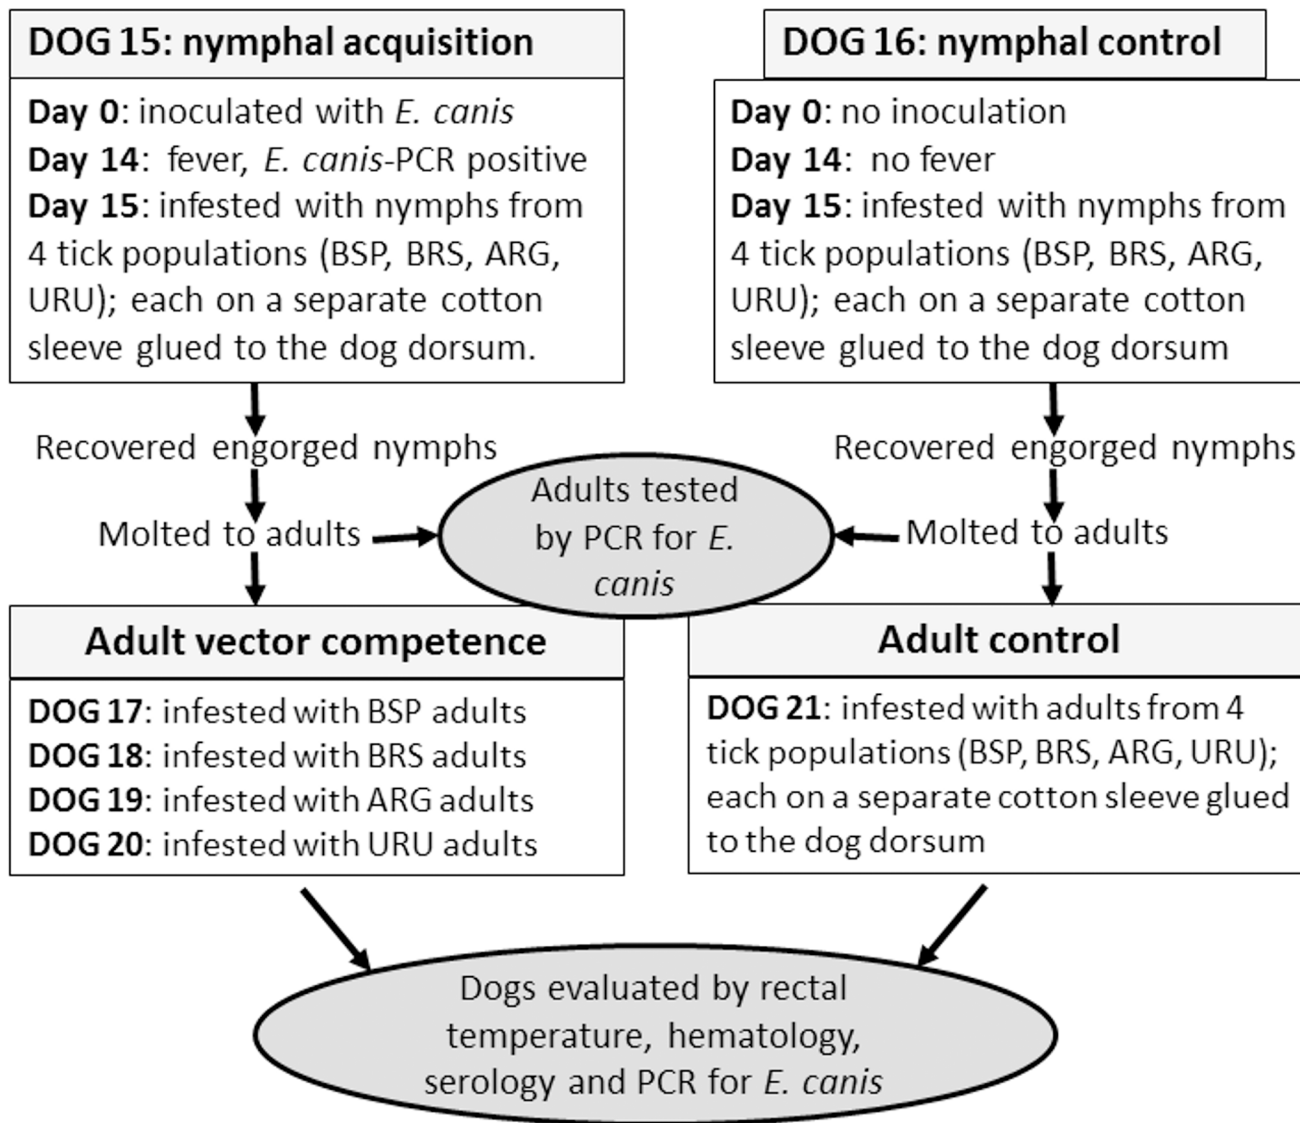 DOG 15: nymphal acquisition
Day 0: inoculated with E. canis
Day 14: fever, E. canis-PCR positive
Day 15: infested with nymphs from
4 tick populations (BSP, BRS, ARG,
URU); each on a separate cotton
sleeve glued to the dog dorsum.
DOG 16: nymphal control
Day 0: no inoculation
Day 14: no fever
Day 15: infested with nymphs from
4 tick populations (BSP, BRS, ARG,
URU); each on a separate cotton
sleeve glued to the dog dorsum
Recovered engorged nymphs
Recovered engorged nymphs
Molted to adults
Adults tested
by PCR for E.
canis
Molted to adults
Adult vector competence
DOG 17: infested with BSP adults
DOG 18: infested with BRS adults
DOG 19: infested with ARG adults
DOG 20: infested with URU adults
Adult control
DOG 21: infested with adults from 4
tick populations (BSP, BRS, ARG, URU);
each on a separate cotton sleeve glued
to the dog dorsum
Dogs evaluated by rectal
temperature, hematology,
serology and PCR for E. canis